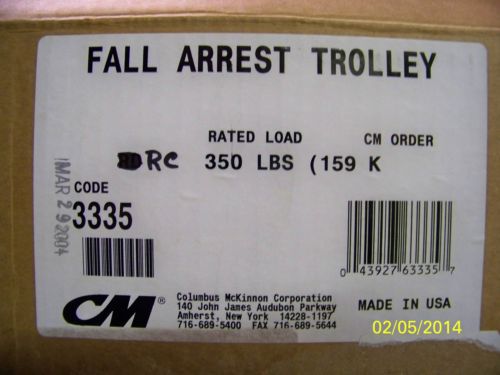 FALL ARREST TROLLEY
RATED LOAD CM ORDER
RC 350 LBS (159 K
MAR 29 2004
CODE
3335
0 43927 63335 7
CM®
Columbus McKinnon Corporation
140 John James Audubon Parkway
Amherst, New York 14228-1197
716-689-5400 FAX 716-689-5644
MADE IN USA
02/05/2014